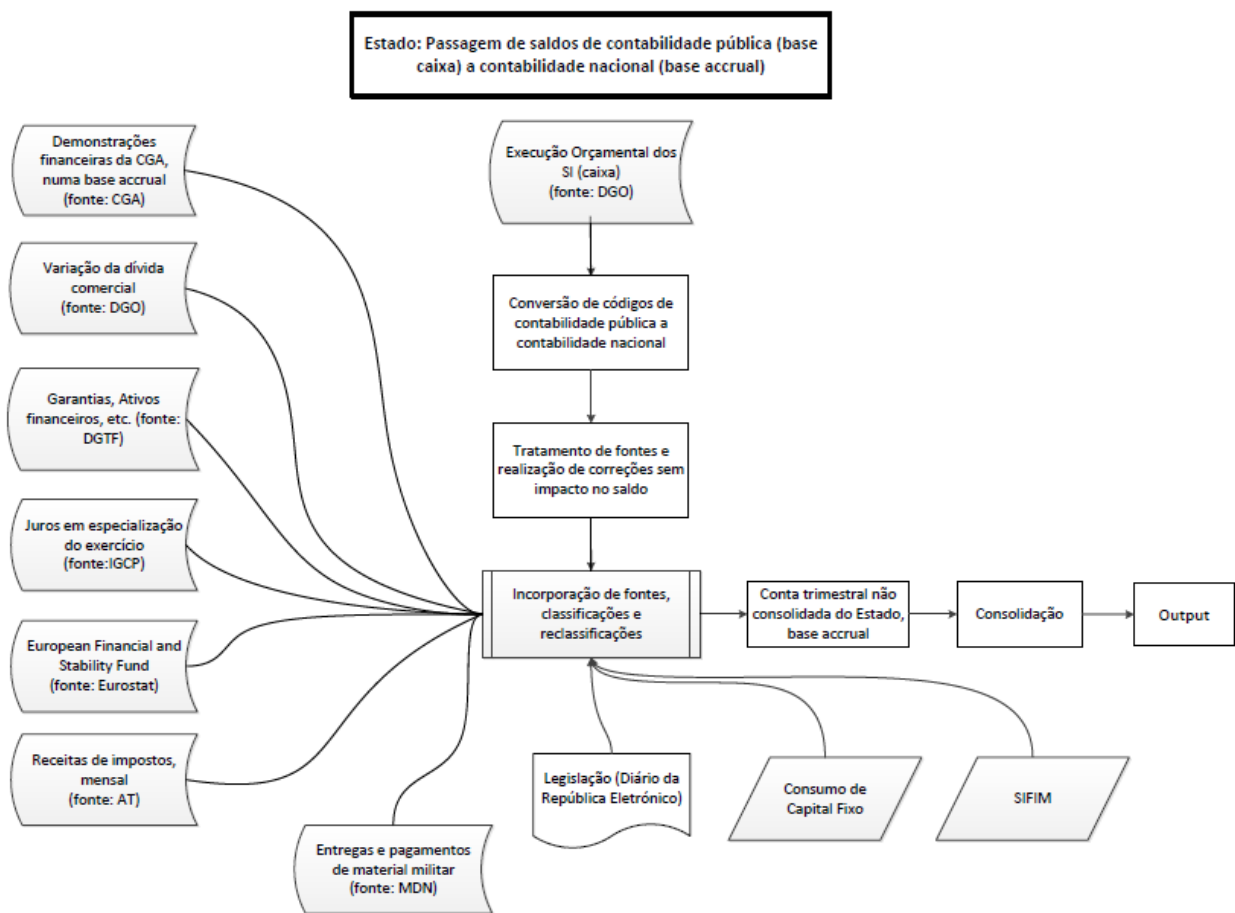 Estado: Passagem de saldos de contabilidade pública (base
caixa) a contabilidade nacional (base accrual)
Demonstrações
financeiras da CGA,
numa base accrual
(fonte: CGA)
Execução Orçamental dos
SI (caixa)
(fonte: DGO)
Variação da dívida
comercial
(fonte: DGO)
Conversão de códigos de
contabilidade pública a
contabilidade nacional
Garantias, Ativos
financeiros, etc. (fonte:
DGTF)
Tratamento de fontes e
realização de correções sem
impacto no saldo
Juros em especialização
do exercício
(fonte:IGCP)
Incorporação de fontes,
classificações e
reclassificações
Conta trimestral não
consolidada do Estado,
base accrual
Consolidação
Output
European Financial and
Stability Fund
(fonte: Eurostat)
Receitas de impostos,
mensal
(fonte: AT)
Legislação (Diário da
República Eletrónico)
Consumo de
Capital Fixo
SIFIM
Entregas e pagamentos
de material militar
(fonte: MDN)